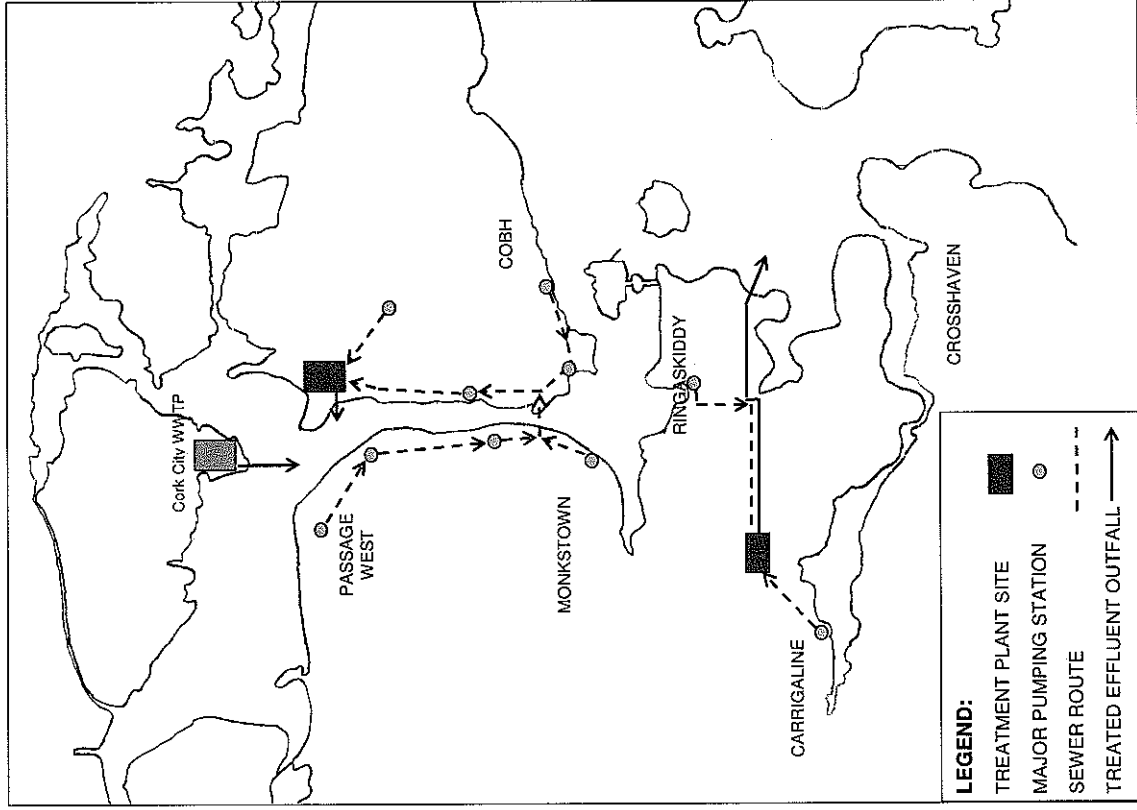 Cork City WWTP
PASSAGE
WEST
COBH
MONKSTOWN
RINGASKIDDY
CARRIGALINE
CROSSHAVEN
LEGEND:
TREATMENT PLANT SITE
MAJOR PUMPING STATION
SEWER ROUTE
TREATED EFFLUENT OUTFALL